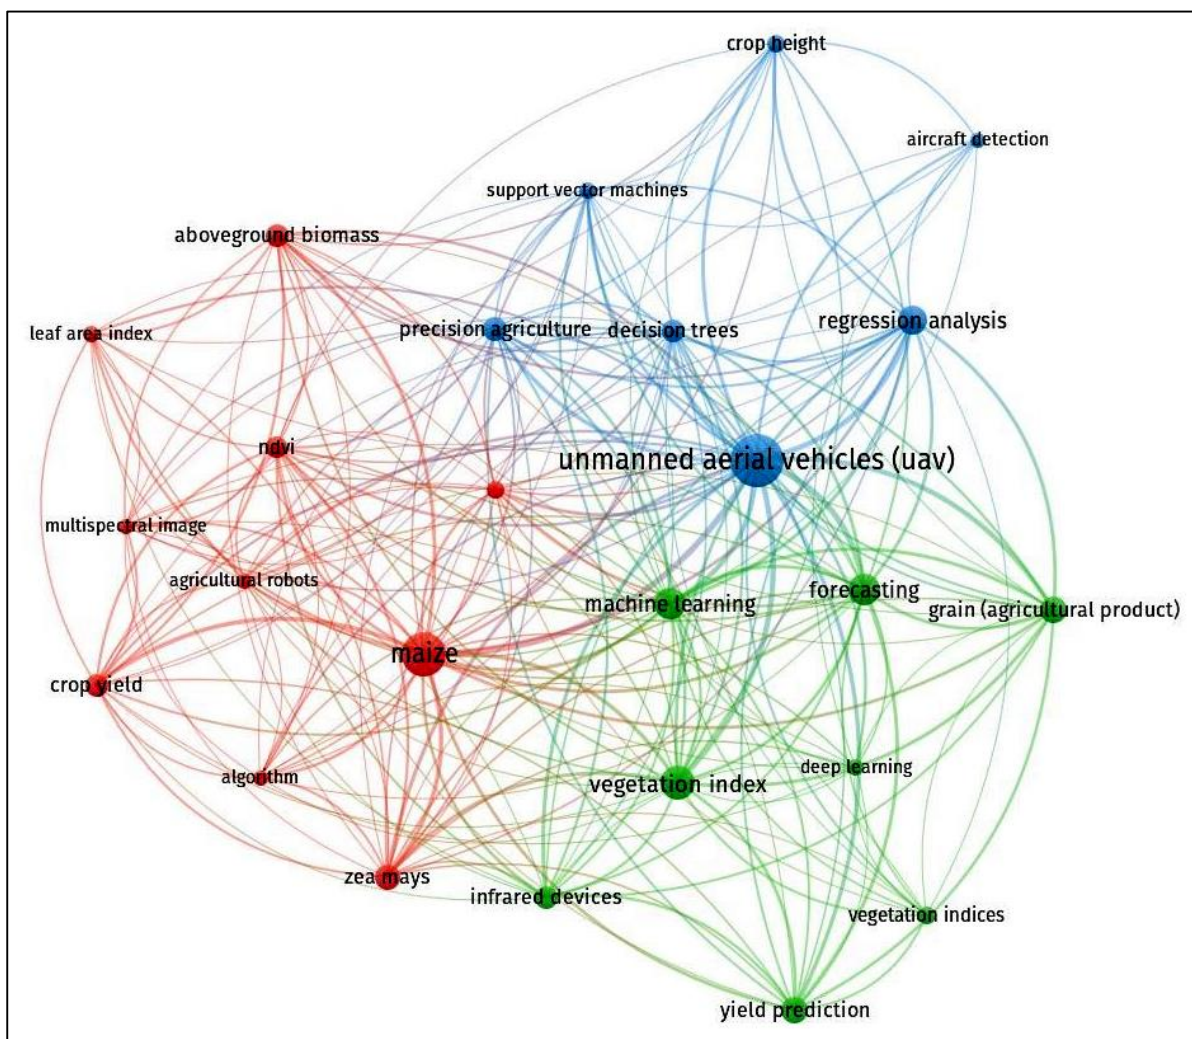 crop height
aircraft detection
support vector machines
aboveground biomass
regression analysis
precision agriculture
decision trees
leaf area index
ndvi
unmanned aerial vehicles (uav)
multispectral image
agricultural robots
forecasting
machine learning
grain (agricultural product)
maize
crop yield
deep learning
algorithm
vegetation index
zea mays
infrared devices
vegetation indices
yield prediction